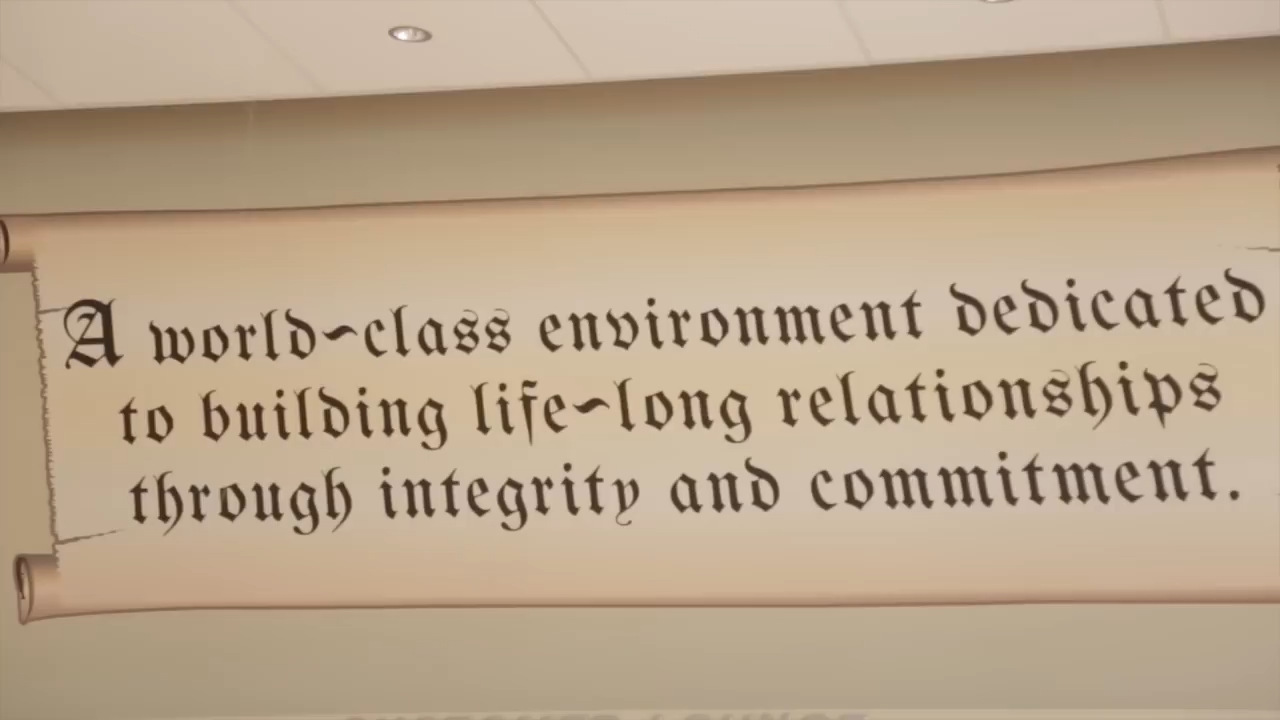 A world~class environment dedicated
to building life~long relationships
through integrity and commitment.